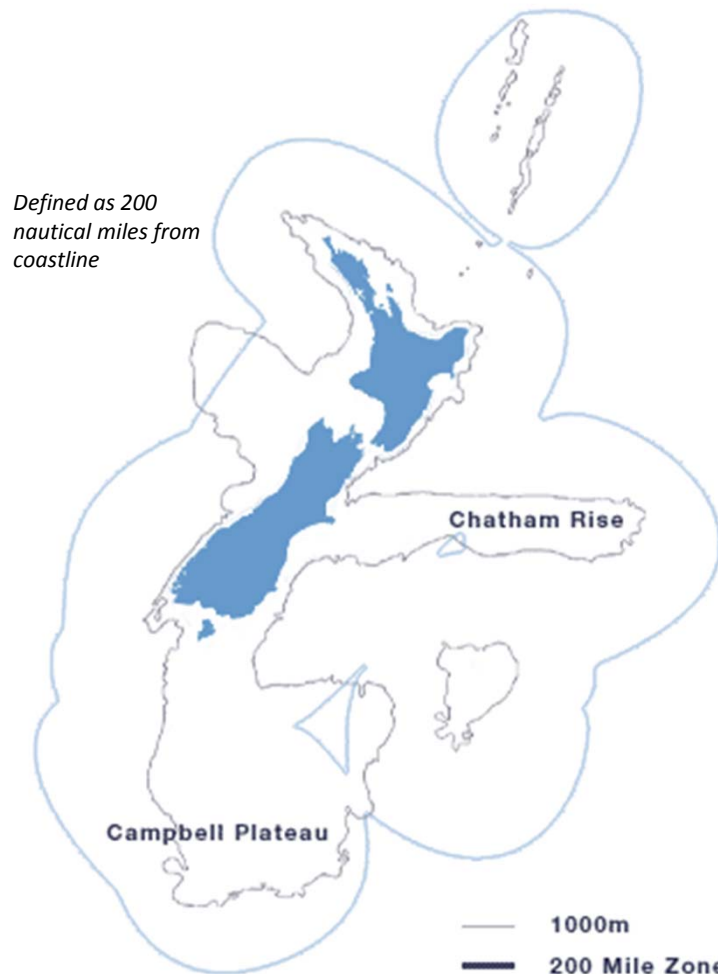 Defined as 200
nautical miles from
coastline
Chatham Rise
Campbell Plateau
1000m
200 Mile Zone